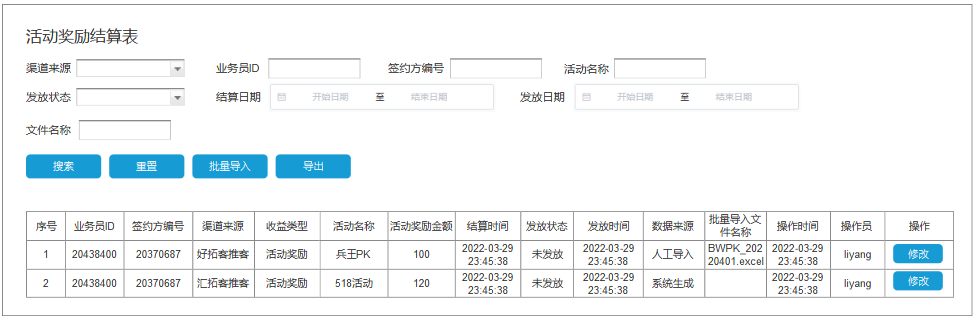 活动奖励结算表
渠道来源 业务员ID 签约方编号 活动名称
发放状态 结算日期 开始日期 至 结束日期 发放日期 开始日期 至 结束日期
文件名称
搜索 重置 批量导入 导出
序号 业务员ID 签约方编号 渠道来源 收益类型 活动名称 活动奖励金额 结算时间 发放状态 发放时间 数据来源 批量导入文件名称 操作时间 操作员 操作
1 20438400 20370687 好拓客推客 活动奖励 兵王PK 100 2022-03-29 23:45:38 未发放 2022-03-29 23:45:38 人工导入 BWPK_20220401.excel 2022-03-29 23:45:38 liyang 修改
2 20438400 20370687 汇拓客推客 活动奖励 518活动 120 2022-03-29 23:45:38 未发放 2022-03-29 23:45:38 系统生成 2022-03-29 23:45:38 liyang 修改